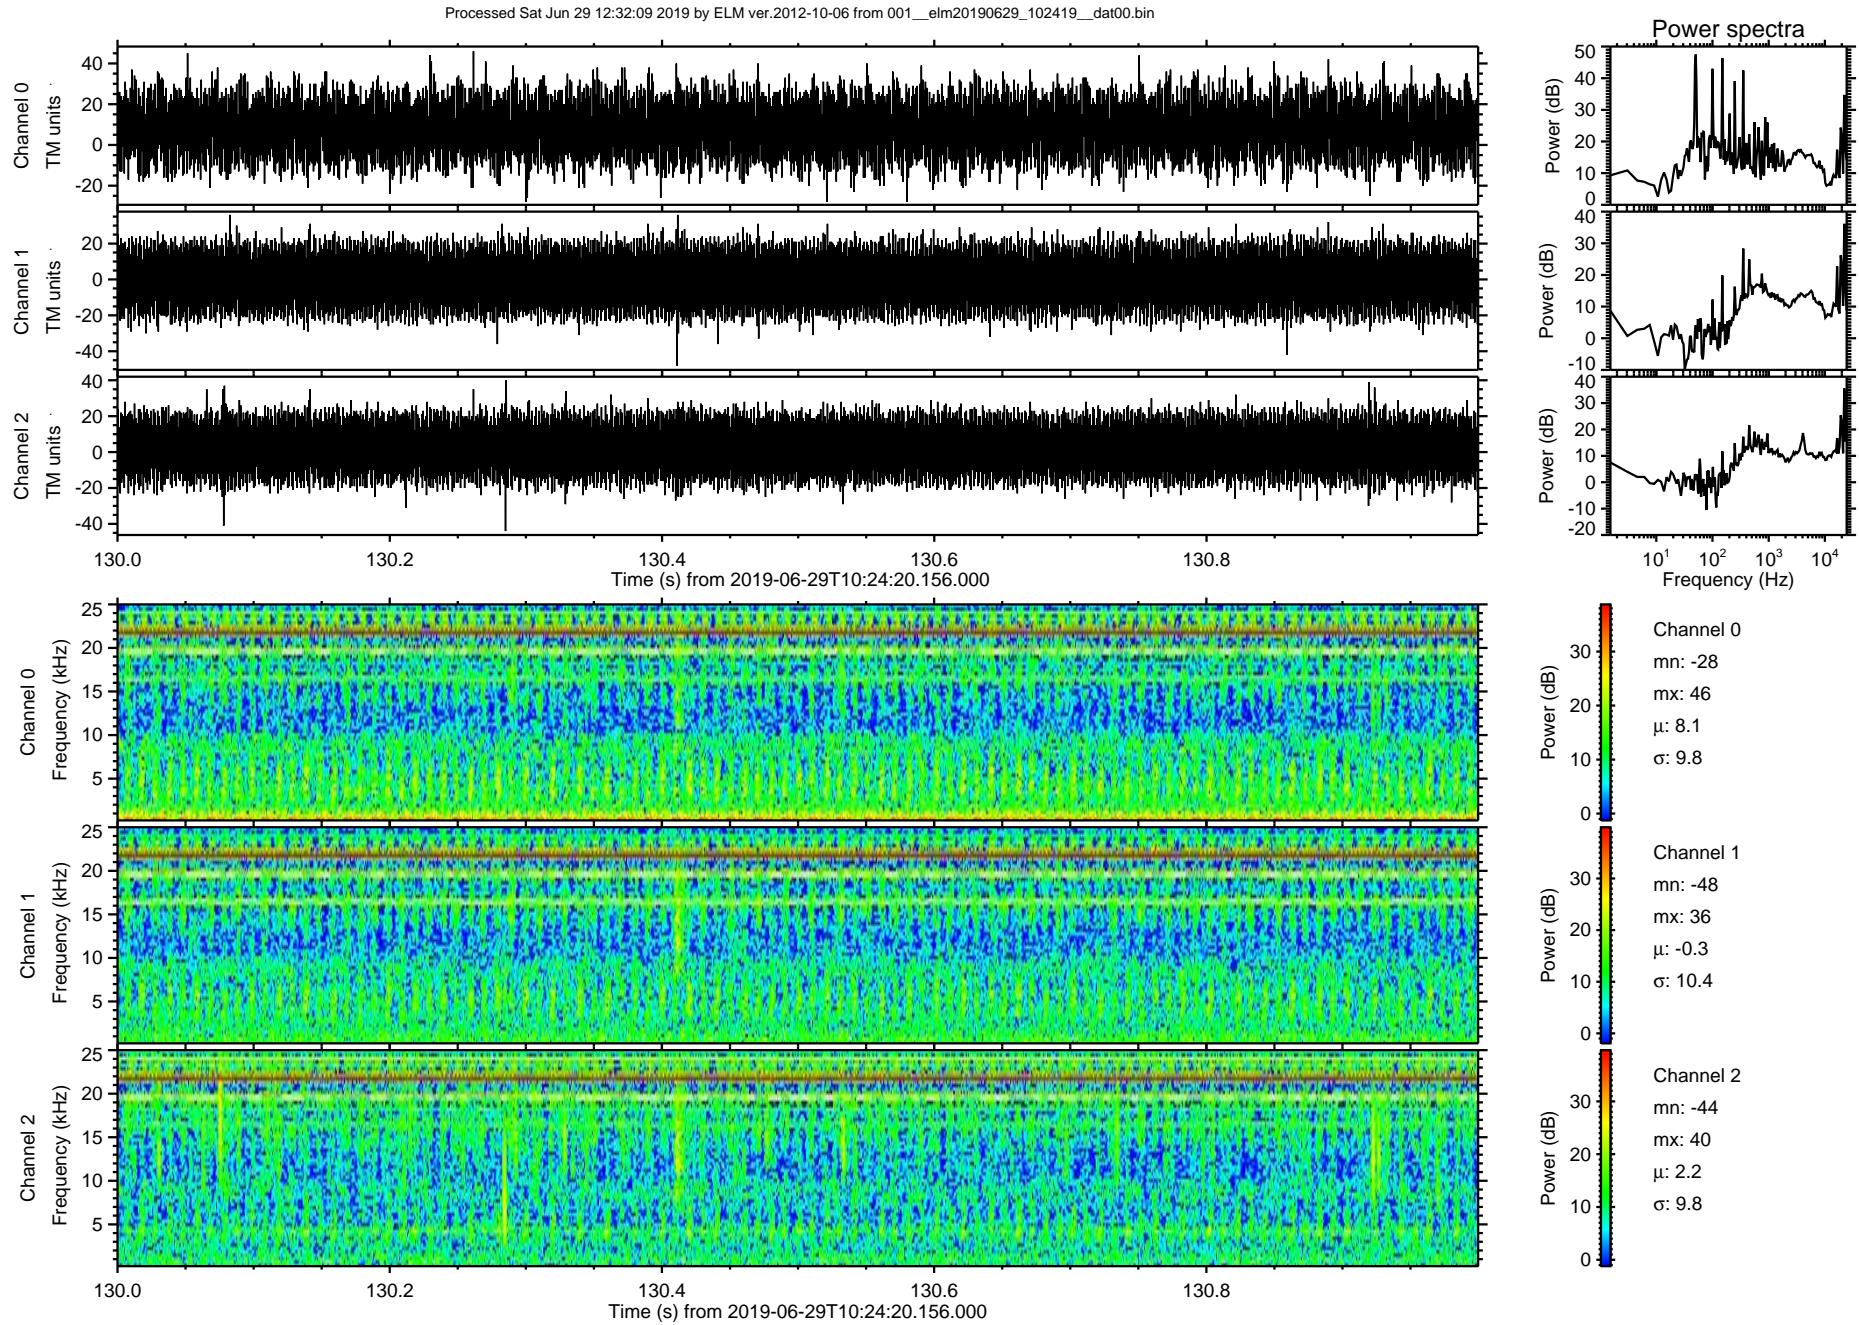 Processed Sat Jun 29 12:32:09 2019 by ELM ver.2012-10-06 from 001__elm20190629_102419__dat00.bin
Power spectra
Channel 0
TM units
40
20
0
-20
Power (dB)
50
40
30
20
10
0
Channel 1
TM units
20
0
-20
-40
Power (dB)
40
30
20
10
0
-10
Channel 2
TM units
40
20
0
-20
-40
Power (dB)
40
30
20
10
0
-10
-20
130.0 130.2 130.4 130.6 130.8
Time (s) from 2019-06-29T10:24:20.156.000
10^1 10^2 10^3 10^4
Frequency (Hz)
Channel 0
Frequency (kHz)
25
20
15
10
5
Power (dB)
30
20
10
0
Channel 0
mn: -28
mx: 46
μ: 8.1
σ: 9.8
Channel 1
Frequency (kHz)
25
20
15
10
5
Power (dB)
30
20
10
0
Channel 1
mn: -48
mx: 36
μ: -0.3
σ: 10.4
Channel 2
Frequency (kHz)
25
20
15
10
5
Power (dB)
30
20
10
0
Channel 2
mn: -44
mx: 40
μ: 2.2
σ: 9.8
130.0 130.2 130.4 130.6 130.8
Time (s) from 2019-06-29T10:24:20.156.000